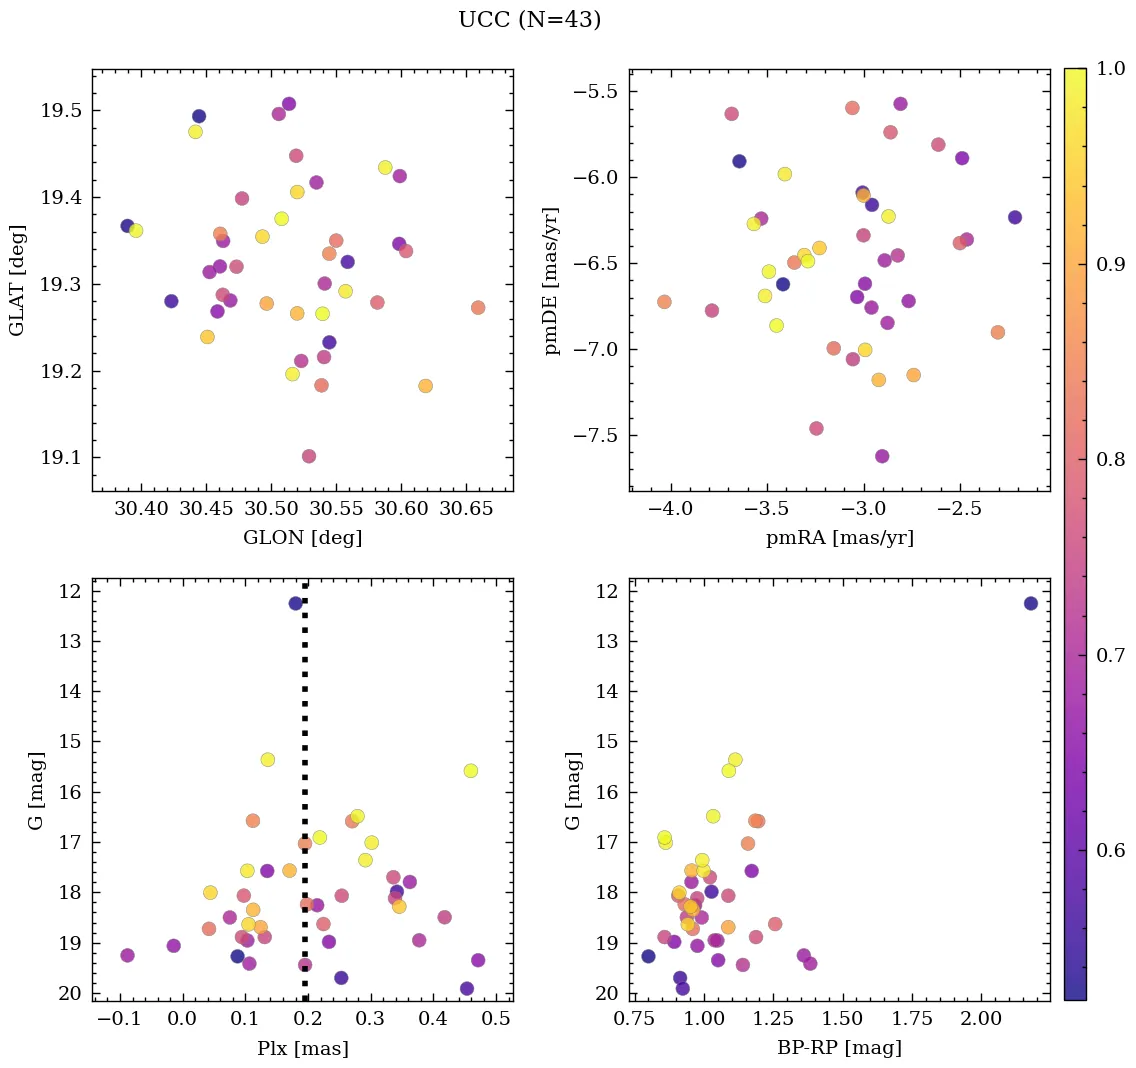 UCC (N=43)
19.5
19.4
19.3
19.2
19.1
GLAT [deg]
30.40 30.45 30.50 30.55 30.60 30.65
GLON [deg]
−5.5
−6.0
−6.5
−7.0
−7.5
pmDE [mas/yr]
−4.0 −3.5 −3.0 −2.5
pmRA [mas/yr]
1.0
0.9
0.8
0.7
0.6
12
13
14
15
16
17
18
19
20
G [mag]
−0.1 0.0 0.1 0.2 0.3 0.4 0.5
Plx [mas]
12
13
14
15
16
17
18
19
20
G [mag]
0.75 1.00 1.25 1.50 1.75 2.00
BP-RP [mag]